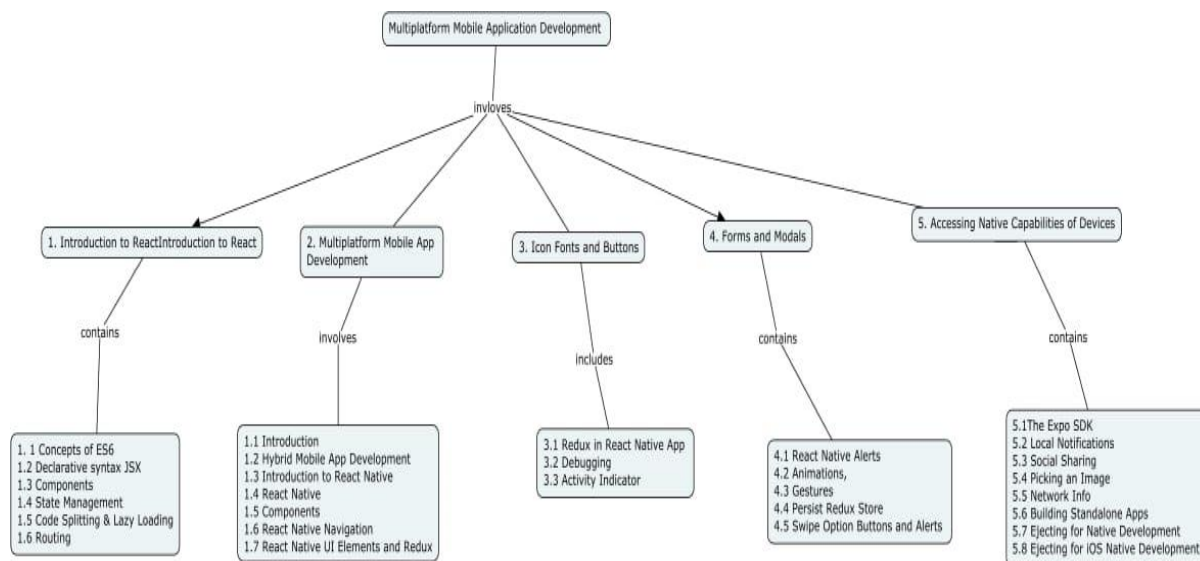 Multiplatform Mobile Application Development
invloves
1. Introduction to ReactIntroduction to React
2. Multiplatform Mobile App
Development
3. Icon Fonts and Buttons
4. Forms and Modals
5. Accessing Native Capabilities of Devices
contains
involves
includes
contains
contains
1. 1 Concepts of ES6
1.2 Declarative syntax JSX
1.3 Components
1.4 State Management
1.5 Code Splitting & Lazy Loading
1.6 Routing
1.1 Introduction
1.2 Hybrid Mobile App Development
1.3 Introduction to React Native
1.4 React Native
1.5 Components
1.6 React Native Navigation
1.7 React Native UI Elements and Redux
3.1 Redux in React Native App
3.2 Debugging
3.3 Activity Indicator
4.1 React Native Alerts
4.2 Animations,
4.3 Gestures
4.4 Persist Redux Store
4.5 Swipe Option Buttons and Alerts
5.1The Expo SDK
5.2 Local Notifications
5.3 Social Sharing
5.4 Picking an Image
5.5 Network Info
5.6 Building Standalone Apps
5.7 Ejecting for Native Development
5.8 Ejecting for iOS Native Development